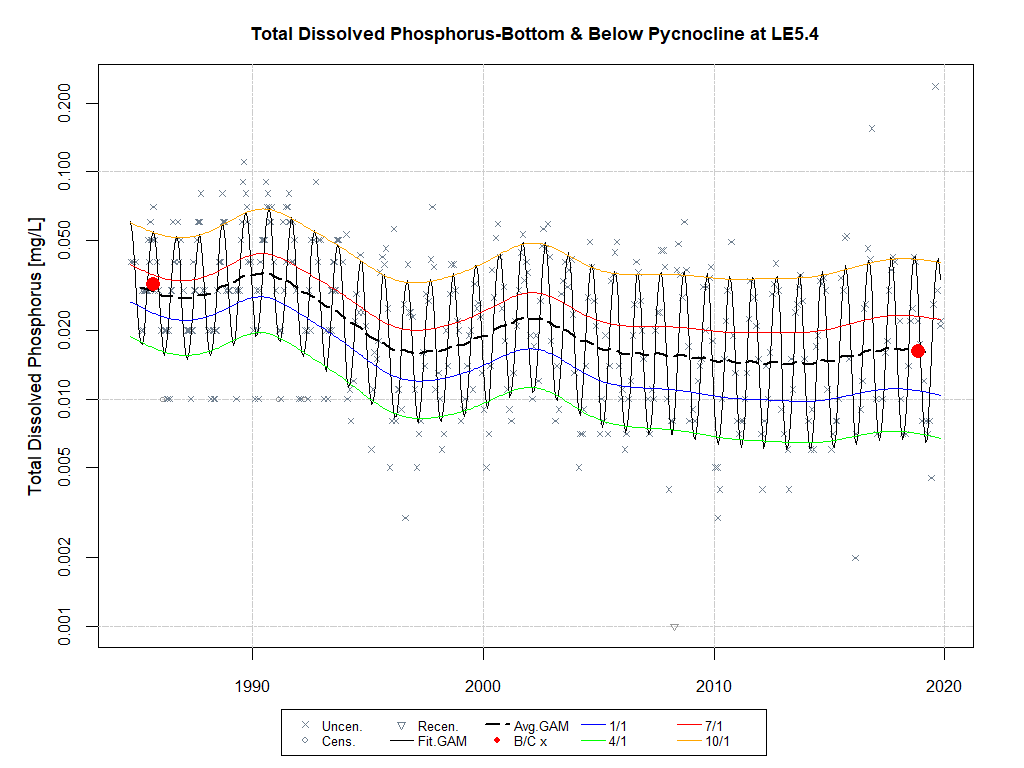 Total Dissolved Phosphorus-Bottom & Below Pycnocline at LE5.4
Total Dissolved Phosphorus [mg/L]
0.200
0.100
0.050
0.020
0.010
0.005
0.002
0.001
1990 2000 2010 2020
Uncen. Recen. Avg.GAM 1/1 7/1
Cens. Fit.GAM B/C x 4/1 10/1